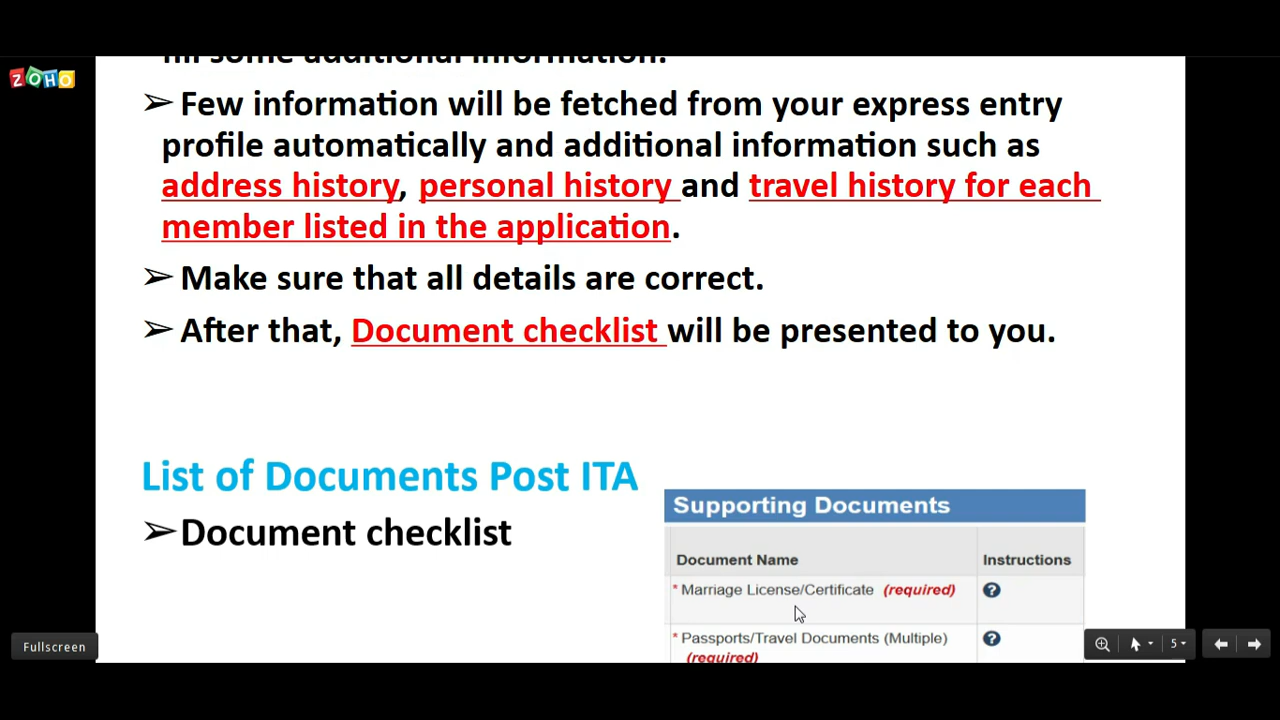 fill some additional information.
ZOHO
➢ Few information will be fetched from your express entry
profile automatically and additional information such as
address history, personal history and travel history for each
member listed in the application.
➢ Make sure that all details are correct.
➢ After that, Document checklist will be presented to you.
List of Documents Post ITA
➢ Document checklist
Supporting Documents
Document Name Instructions
* Marriage License/Certificate (required) ?
* Passports/Travel Documents (Multiple) ?
(required)
Fullscreen
5